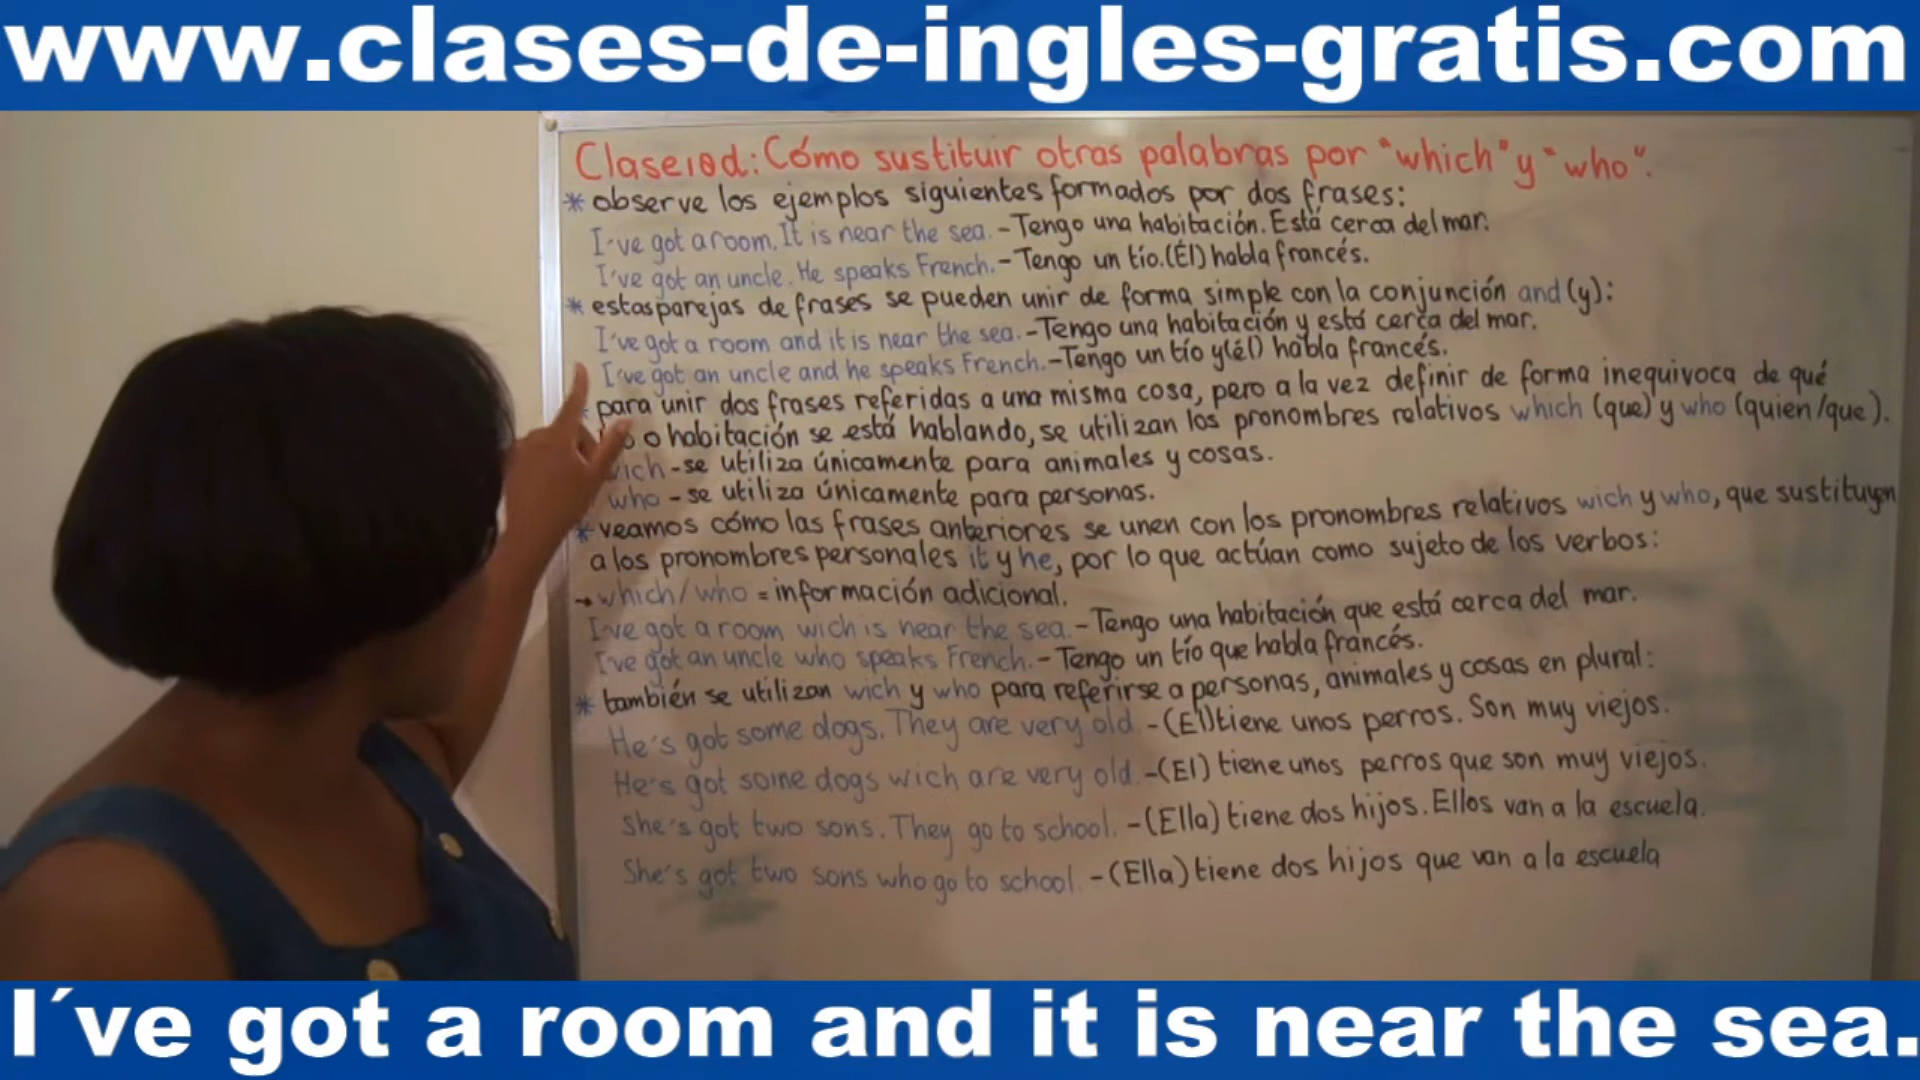 www.clases-de-ingles-gratis.com
Clase10d: Cómo sustituir otras palabras por "which" y "who".
* observe los ejemplos siguientes formados por dos frases:
I've got a room. It is near the sea. - Tengo una habitación. Está cerca del mar.
I've got an uncle. He speaks French. - Tengo un tío. (Él) habla francés.
* estas parejas de frases se pueden unir de forma simple con la conjunción and (y):
I've got a room and it is near the sea. - Tengo una habitación y está cerca del mar.
I've got an uncle and he speaks French. - Tengo un tío y (él) habla francés.
para unir dos frases referidas a una misma cosa, pero a la vez definir de forma inequivoca de qué
o habitación se está hablando, se utilizan los pronombres relativos which (que) y who (quien/que).
ich - se utiliza únicamente para animales y cosas.
who - se utiliza únicamente para personas.
* veamos cómo las frases anteriores se unen con los pronombres relativos wich y who, que sustituyen
a los pronombres personales it y he, por lo que actúan como sujeto de los verbos:
→ which/who = información adicional.
I've got a room wich is near the sea. - Tengo una habitación que está cerca del mar.
I've got an uncle who speaks French. - Tengo un tío que habla francés.
* también se utilizan wich y who para referirse a personas, animales y cosas en plural:
He's got some dogs. They are very old. - (El) tiene unos perros. Son muy viejos.
He's got some dogs wich are very old. - (El) tiene unos perros que son muy viejos.
She's got two sons. They go to school. - (Ella) tiene dos hijos. Ellos van a la escuela.
She's got two sons who go to school. - (Ella) tiene dos hijos que van a la escuela
I´ve got a room and it is near the sea.